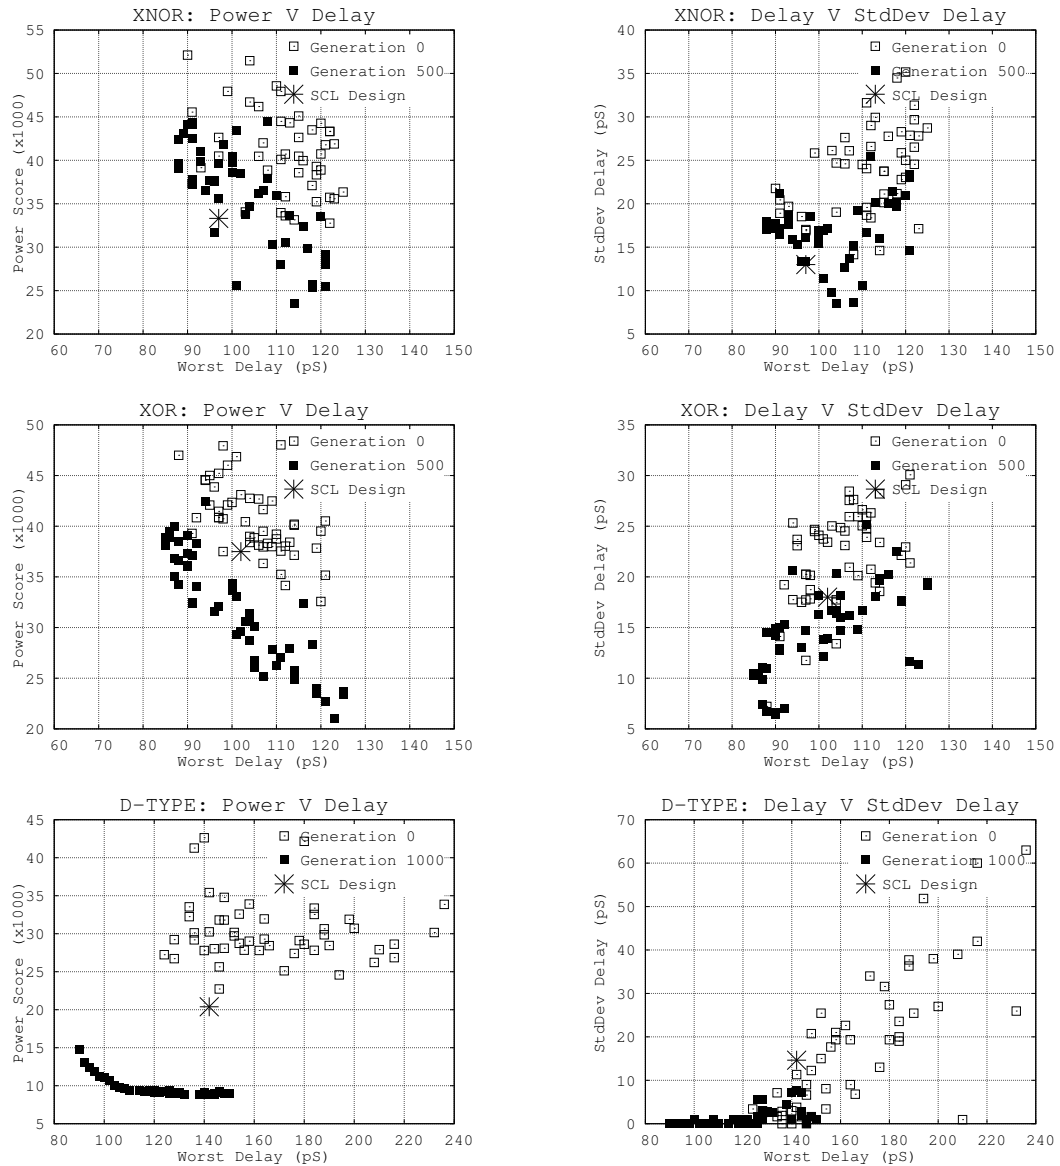 XNOR: Power V Delay
55
50
45
40
35
30
25
20
Power Score (x1000)
Generation 0
Generation 500
SCL Design
60 70 80 90 100 110 120 130 140 150
Worst Delay (pS)
XNOR: Delay V StdDev Delay
40
35
30
25
20
15
10
5
StdDev Delay (pS)
Generation 0
Generation 500
SCL Design
60 70 80 90 100 110 120 130 140 150
Worst Delay (pS)
XOR: Power V Delay
50
45
40
35
30
25
20
Power Score (x1000)
Generation 0
Generation 500
SCL Design
60 70 80 90 100 110 120 130 140 150
Worst Delay (pS)
XOR: Delay V StdDev Delay
35
30
25
20
15
10
5
StdDev Delay (pS)
Generation 0
Generation 500
SCL Design
60 70 80 90 100 110 120 130 140 150
Worst Delay (pS)
D-TYPE: Power V Delay
45
40
35
30
25
20
15
10
5
Power Score (x1000)
Generation 0
Generation 1000
SCL Design
80 100 120 140 160 180 200 220 240
Worst Delay (pS)
D-TYPE: Delay V StdDev Delay
70
60
50
40
30
20
10
0
StdDev Delay (pS)
Generation 0
Generation 1000
SCL Design
80 100 120 140 160 180 200 220 240
Worst Delay (pS)